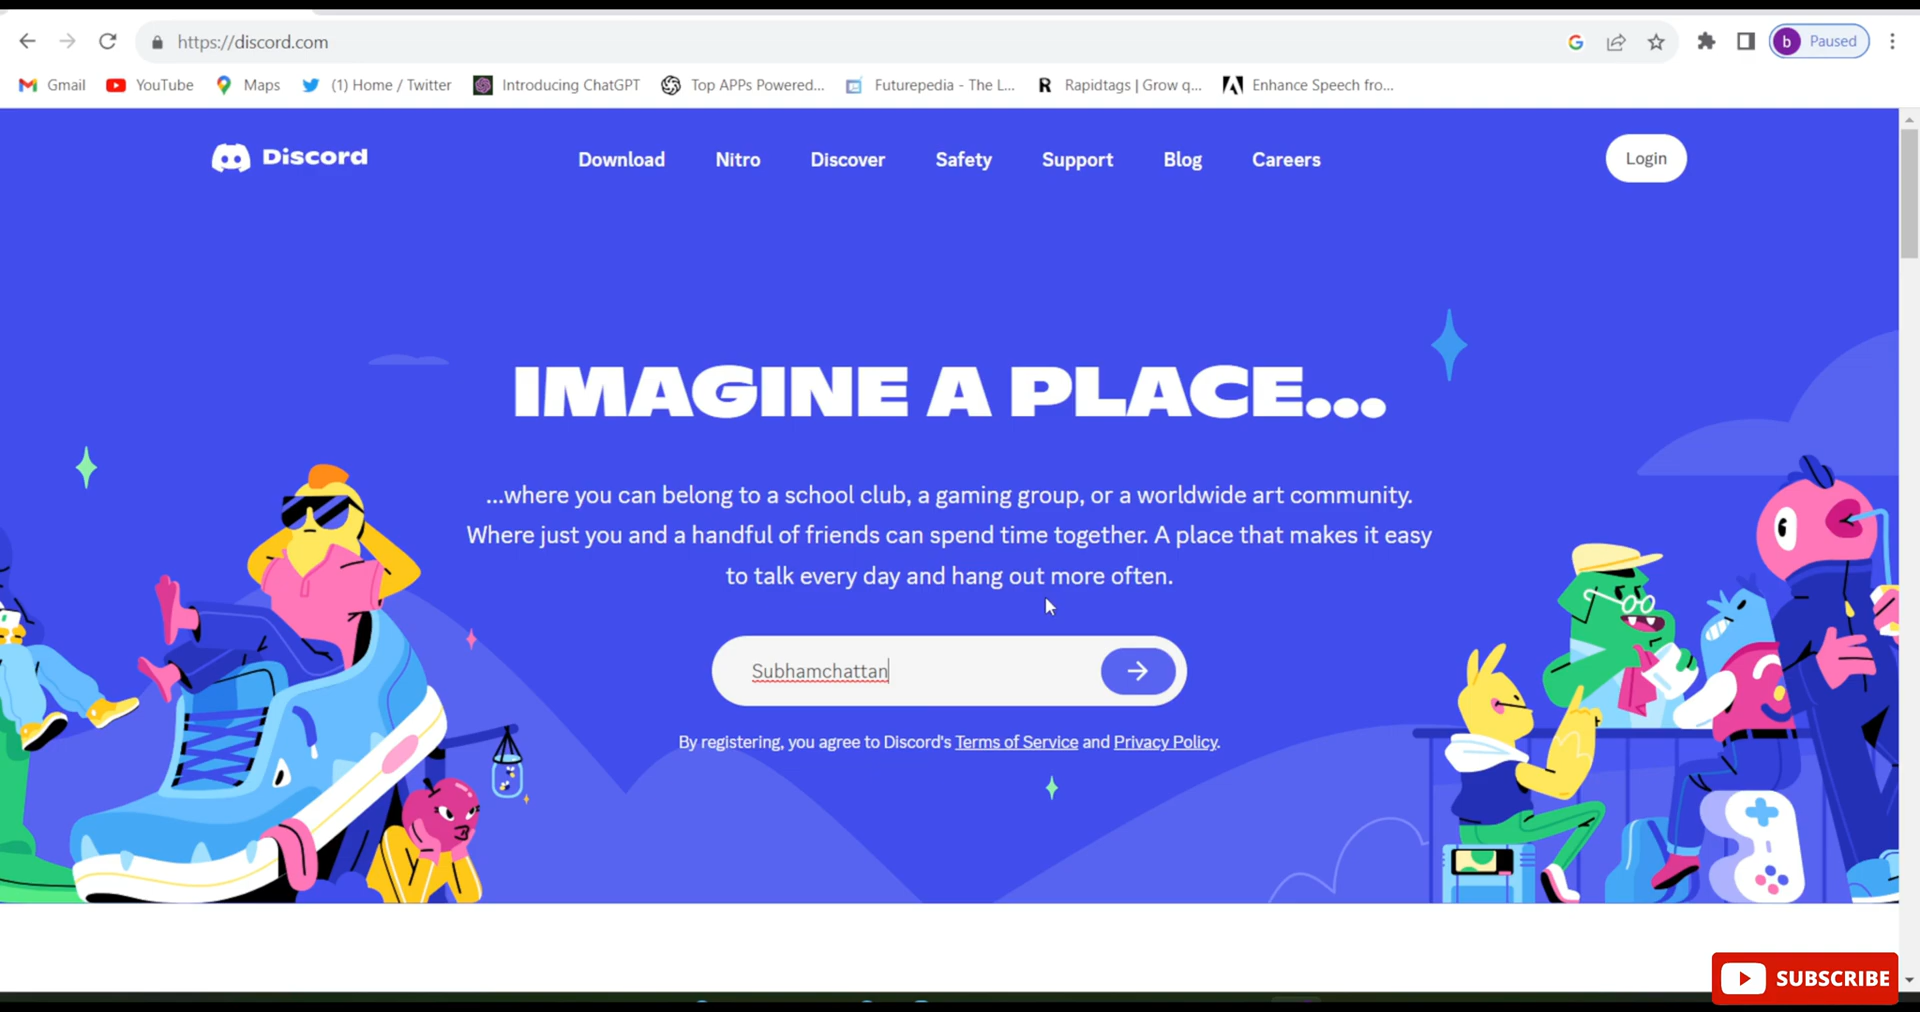 https://discord.com
b Paused
Gmail YouTube Maps (1) Home / Twitter Introducing ChatGPT Top APPs Powered... Futurepedia - The L... Rapidtags | Grow q... Enhance Speech fro...
Discord Download Nitro Discover Safety Support Blog Careers Login
IMAGINE A PLACE...
...where you can belong to a school club, a gaming group, or a worldwide art community.
Where just you and a handful of friends can spend time together. A place that makes it easy
to talk every day and hang out more often.
Subhamchattan
By registering, you agree to Discord's Terms of Service and Privacy Policy.
SUBSCRIBE